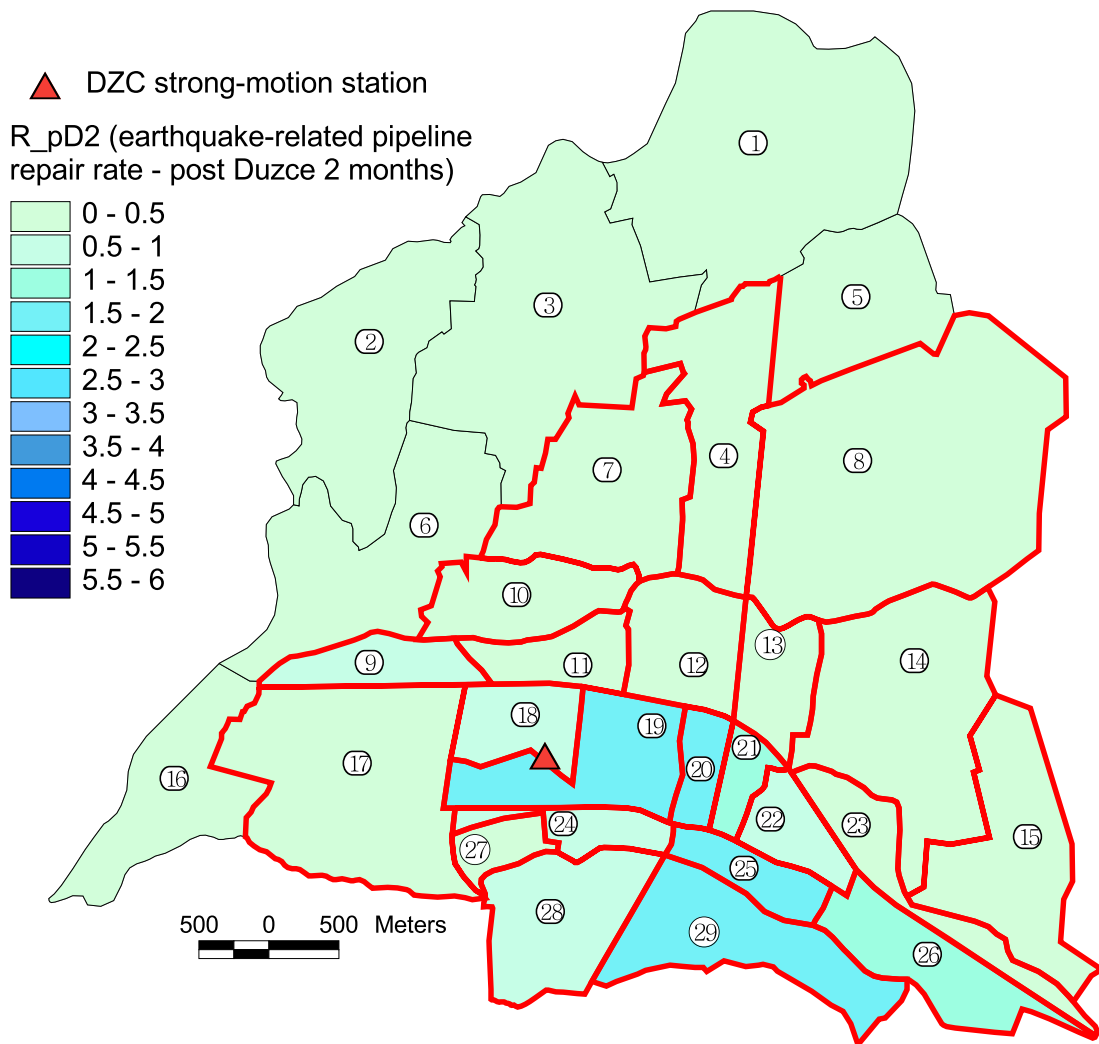 DZC strong-motion station
R_pD2 (earthquake-related pipeline
repair rate - post Duzce 2 months)
0 - 0.5
0.5 - 1
1 - 1.5
1.5 - 2
2 - 2.5
2.5 - 3
3 - 3.5
3.5 - 4
4 - 4.5
4.5 - 5
5 - 5.5
5.5 - 6
1
2
3
4
5
6
7
8
9
10
11
12
13
14
15
16
17
18
19
20
21
22
23
24
25
26
27
28
29
500 0 500 Meters